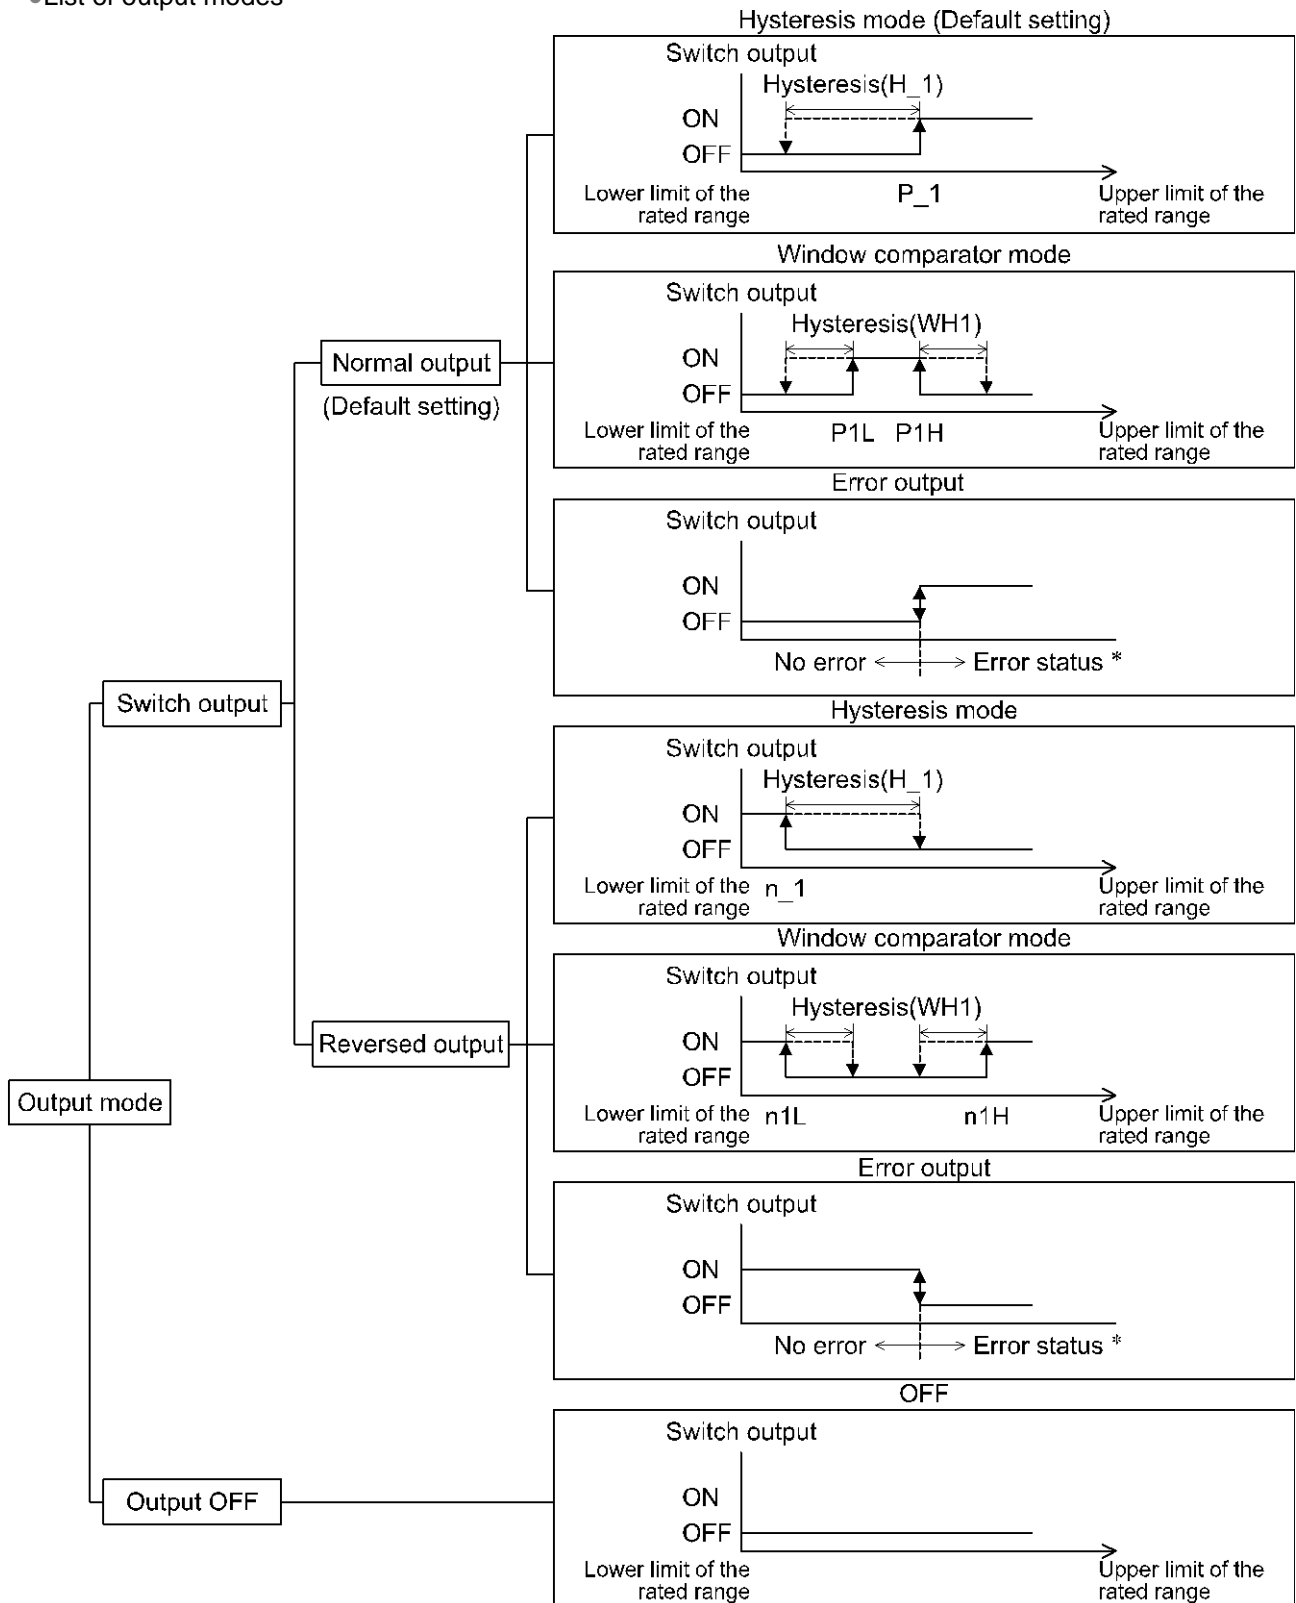 ●List of output modes
Hysteresis mode (Default setting)
Switch output
Hysteresis(H_1)
ON
OFF
Lower limit of the
rated range
P_1
Upper limit of the
rated range
Window comparator mode
Switch output
Hysteresis(WH1)
ON
OFF
Lower limit of the
rated range
P1L P1H
Upper limit of the
rated range
Normal output
(Default setting)
Error output
Switch output
ON
OFF
No error
Error status *
Switch output
Hysteresis mode
Switch output
Hysteresis(H_1)
ON
OFF
Lower limit of the
rated range
n_1
Upper limit of the
rated range
Window comparator mode
Switch output
Hysteresis(WH1)
ON
OFF
Lower limit of the
rated range
n1L
n1H
Upper limit of the
rated range
Reversed output
Output mode
Error output
Switch output
ON
OFF
No error
Error status *
OFF
Switch output
ON
OFF
Lower limit of the
rated range
Upper limit of the
rated range
Output OFF